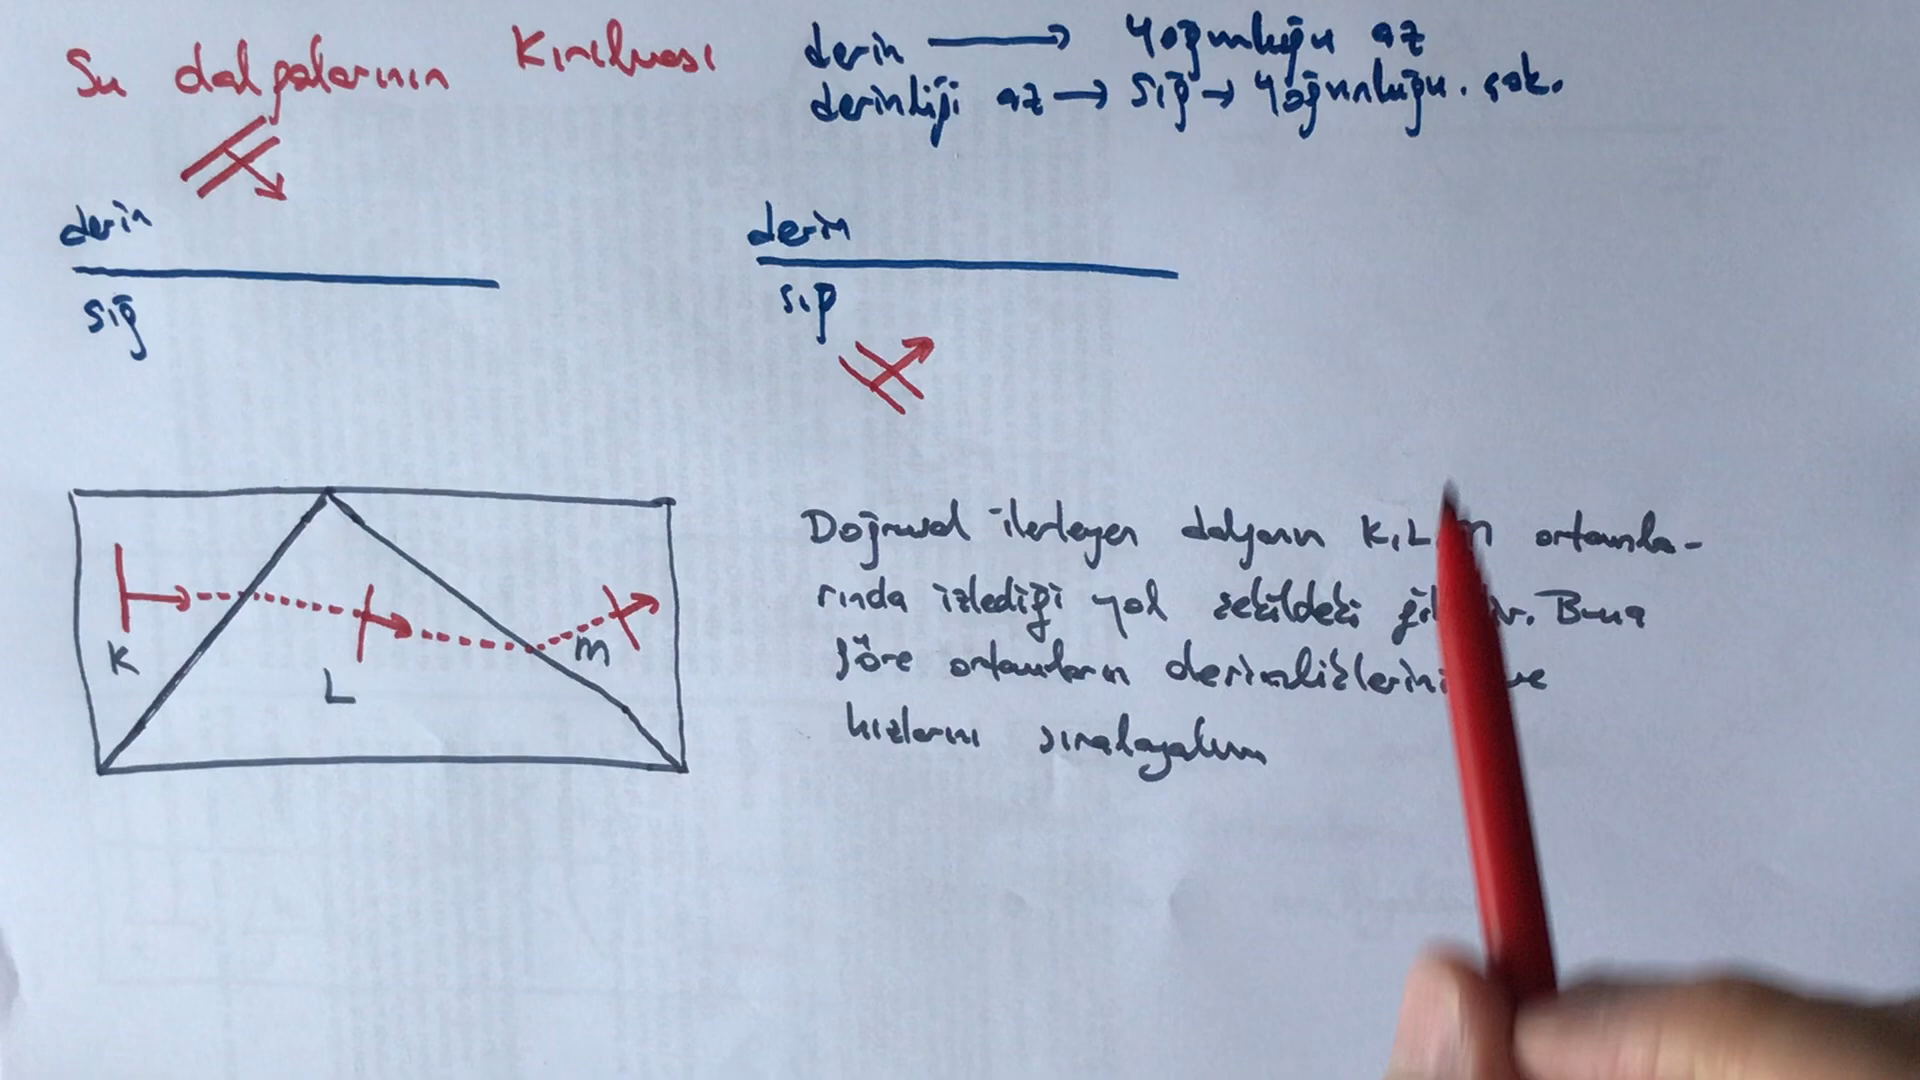 Su dalgalarının Kırılması
derin → Yoğunluğu az
derinliği az → sığ → Yoğunluğu. çok.
derin
sığ
derin
sığ
K
L
m
Doğrusal ilerleyen dalganın K, L, m ortamla-
rında izlediği yol şekildeki Buna
göre ortamların derinliklerini ve
hızlarını sıralayalım